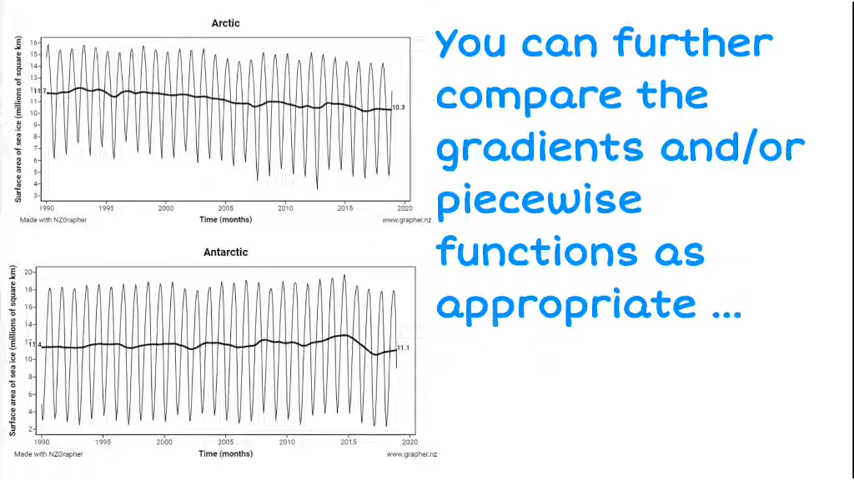 Arctic
Surface area of sea ice (millions of square km)
16
15
14
13
12
11
10
9
8
7
6
5
4
3
11.7
10.3
1990
1995
2000
2005
2010
2015
2020
Made with NZGrapher
Time (months)
www.grapher.nz
Antarctic
Surface area of sea ice (millions of square km)
20
18
16
14
12
10
8
6
4
2
11.4
11.1
1990
1995
2000
2005
2010
2015
2020
Made with NZGrapher
Time (months)
www.grapher.nz
You can further
compare the
gradients and/or
piecewise
functions as
appropriate ...